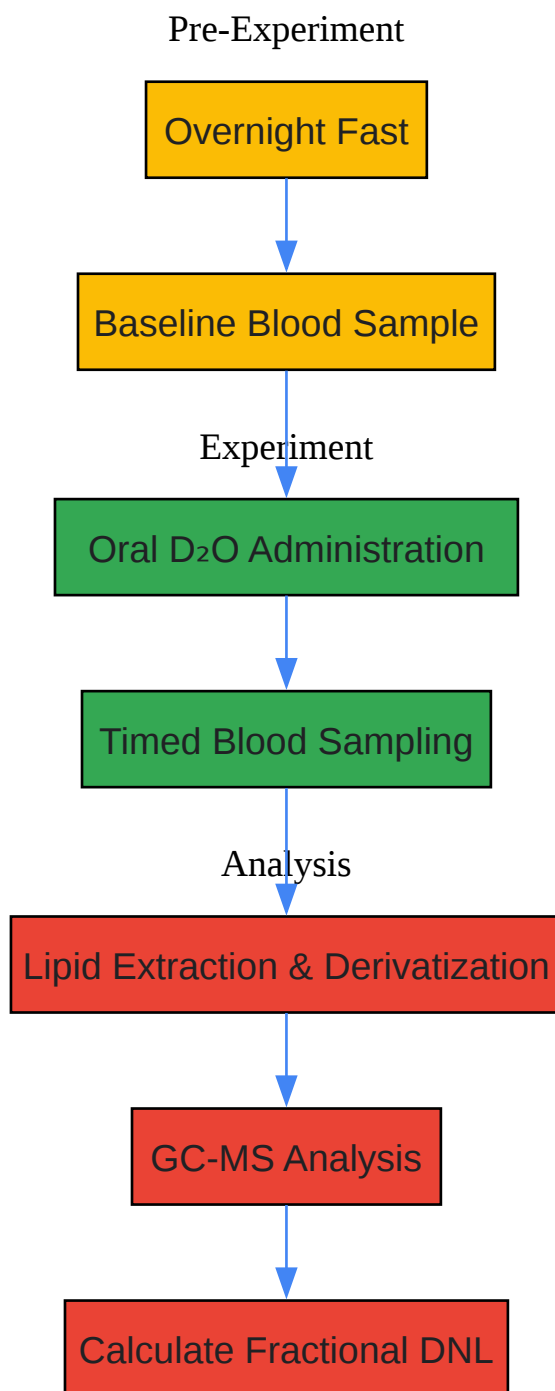 Pre-Experiment
Overnight Fast
Baseline Blood Sample
Experiment
Oral D₂O Administration
Timed Blood Sampling
Analysis
Lipid Extraction & Derivatization
GC-MS Analysis
Calculate Fractional DNL